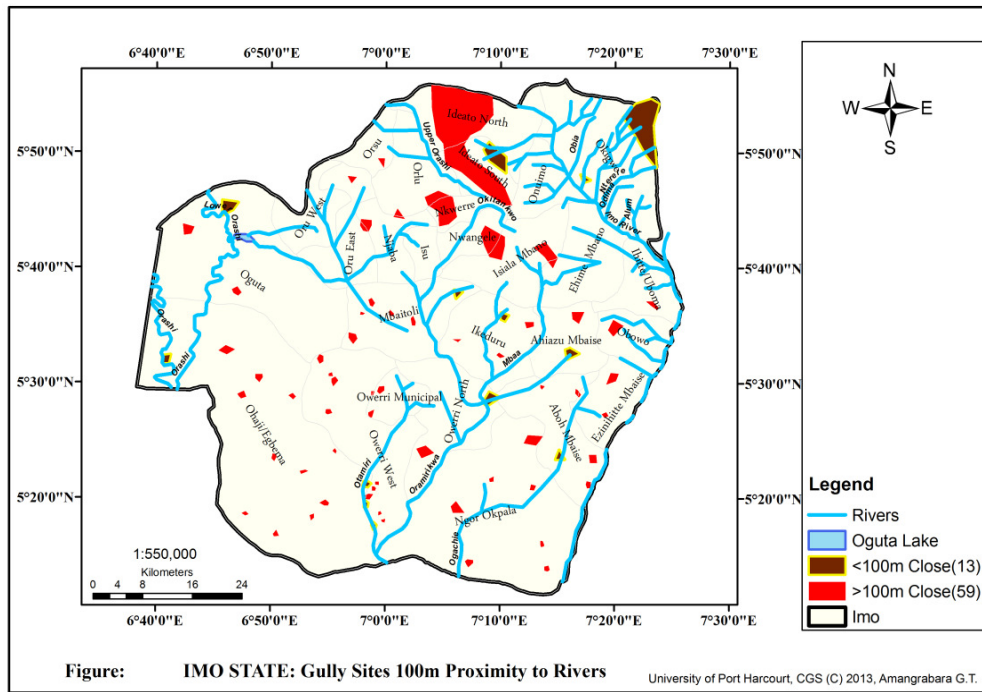 6°40'0"E 6°50'0"E 7°0'0"E 7°10'0"E 7°20'0"E 7°30'0"E
N
W E
S
5°50'0"N 5°50'0"N
5°40'0"N 5°40'0"N
5°30'0"N 5°30'0"N
5°20'0"N 5°20'0"N
Ideato North
Upper Orashi
Ideato South
Orsu
Orlu
Obia
Okigwe
Onuimo
Nterere
Odima
Ajum
Imo River
Nkwerre
Okitankwo
Nwangele
Lowe
Orashi
Oru West
Oru East
Njaba
Isu
Isiala Mbano
Ehime Mbano
Ihitte/Uboma
Oguta
Mbaitoli
Orashi
Orashi
Ikeduru
Mbaa
Ahiazu Mbaise
Obowo
Owerri Municipal
Owerri North
Aboh Mbaise
Ezinihitte Mbaise
Ohaji/Egbema
Otamiri
Owerri West
Oramirikwa
Ngor Okpala
Ogachie
1:550,000
Kilometers
0 4 8 16 24
6°40'0"E 6°50'0"E 7°0'0"E 7°10'0"E 7°20'0"E 7°30'0"E
Legend
Rivers
Oguta Lake
<100m Close(13)
>100m Close(59)
Imo
Figure: IMO STATE: Gully Sites 100m Proximity to Rivers
University of Port Harcourt, CGS (C) 2013, Amangrabara G.T.